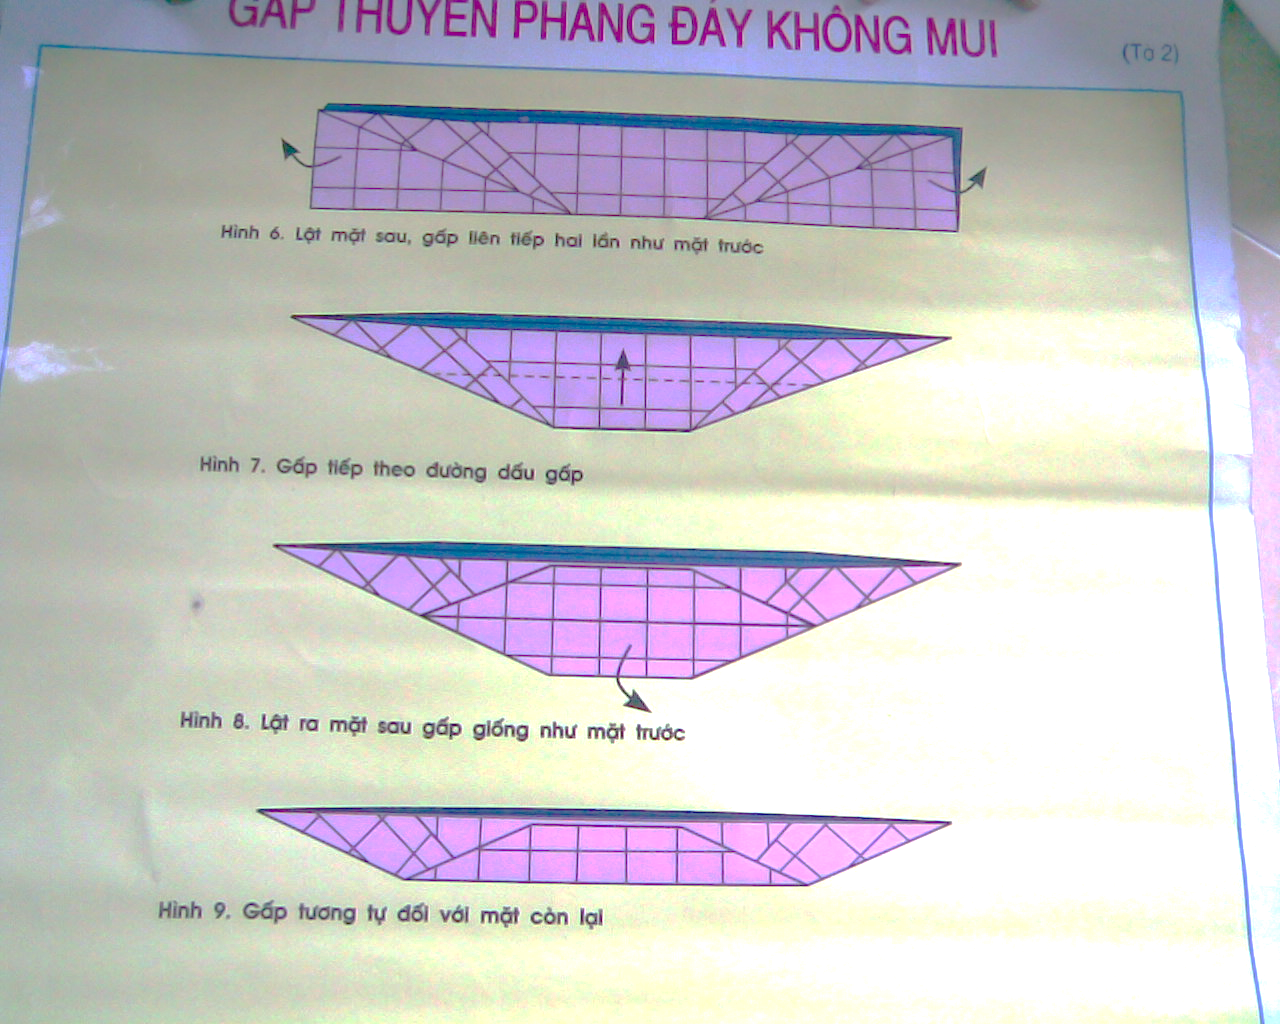 GẤP THUYỀN PHẲNG ĐÁY KHÔNG MUI
(Tờ 2)
Hình 6. Lật mặt sau, gấp liên tiếp hai lần như mặt trước
Hình 7. Gấp tiếp theo đường dấu gấp
Hình 8. Lật ra mặt sau gấp giống như mặt trước
Hình 9. Gấp tương tự đối với mặt còn lại